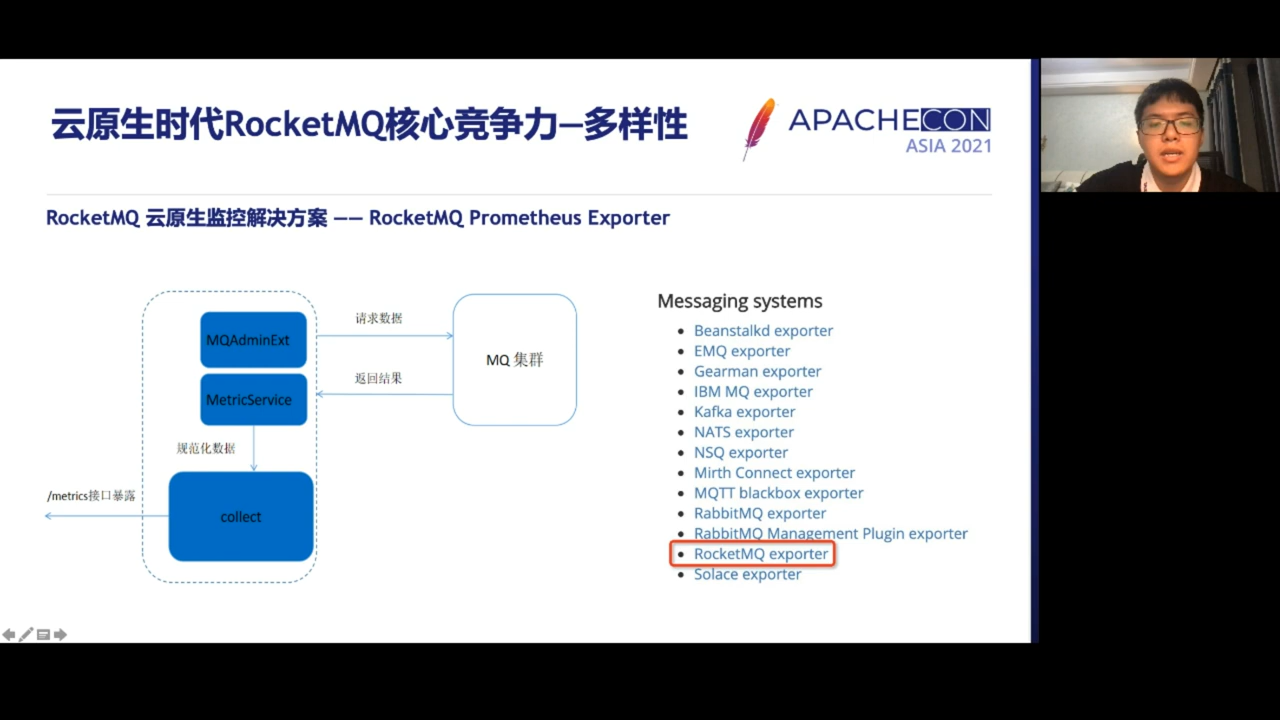 云原生时代RocketMQ核心竞争力—多样性
APACHECON
ASIA 2021
RocketMQ 云原生监控解决方案 —— RocketMQ Prometheus Exporter
MQAdminExt
MetricService
规范化数据
collect
/metrics接口暴露
请求数据
返回结果
MQ 集群
Messaging systems
Beanstalkd exporter
EMQ exporter
Gearman exporter
IBM MQ exporter
Kafka exporter
NATS exporter
NSQ exporter
Mirth Connect exporter
MQTT blackbox exporter
RabbitMQ exporter
RabbitMQ Management Plugin exporter
RocketMQ exporter
Solace exporter